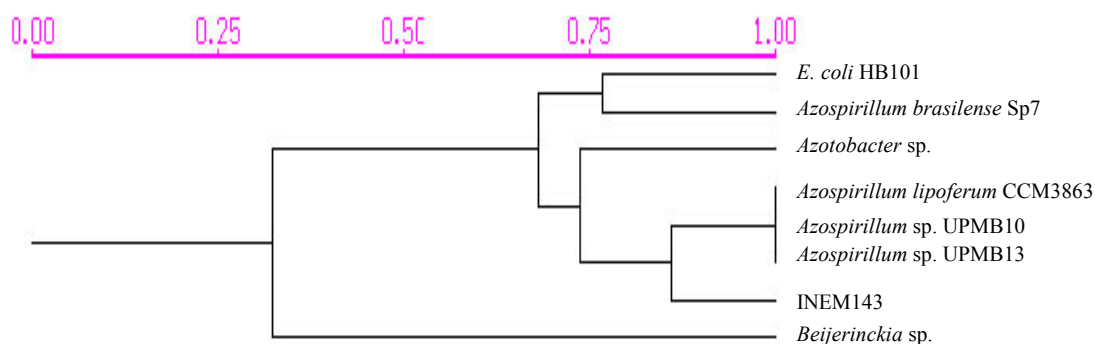 0.00 0.25 0.50 0.75 1.00
E. coli HB101
Azospirillum brasilense Sp7
Azotobacter sp.
Azospirillum lipoferum CCM3863
Azospirillum sp. UPMB10
Azospirillum sp. UPMB13
INEM143
Beijerinckia sp.